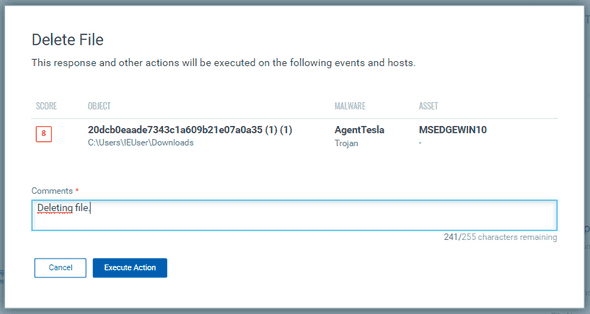 Delete File
This response and other actions will be executed on the following events and hosts.
SCORE OBJECT MALWARE ASSET
8 20dcb0eaade7343c1a609b21e07a0a35 (1) (1) AgentTesla MSEDGEWIN10
C:\Users\IEUser\Downloads Trojan -
Comments *
Deleting file.
241/255 characters remaining
Cancel Execute Action